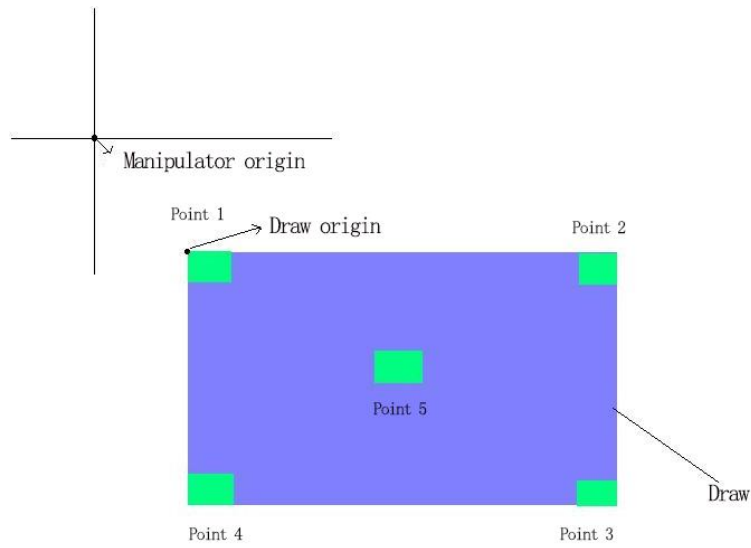 Manipulator origin
Point 1
Draw origin
Point 2
Point 5
Draw
Point 4
Point 3